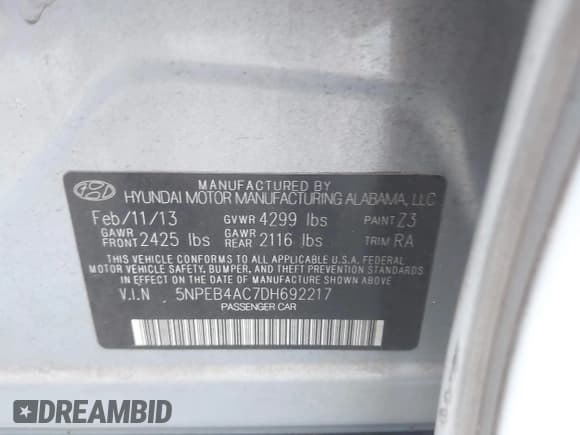 MANUFACTURED BY
HYUNDAI MOTOR MANUFACTURING ALABAMA, LLC
Feb/11/13 GVWR 4299 lbs PAINT Z3
GAWR FRONT 2425 lbs GAWR REAR 2116 lbs TRIM RA
THIS VEHICLE CONFORMS TO ALL APPLICABLE U.S.A. FEDERAL
MOTOR VEHICLE SAFETY, BUMPER, AND THEFT PREVENTION STANDARDS
IN EFFECT ON THE DATE OF MANUFACTURE SHOWN ABOVE.
V.I.N 5NPEB4AC7DH692217
PASSENGER CAR
DREAMBID